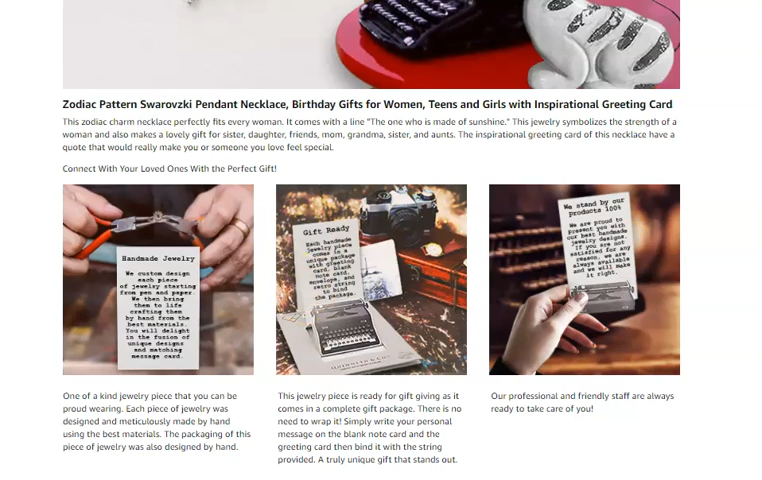 Zodiac Pattern Swarovzki Pendant Necklace, Birthday Gifts for Women, Teens and Girls with Inspirational Greeting Card
This zodiac charm necklace perfectly fits every woman. It comes with a line "The one who is made of sunshine." This jewelry symbolizes the strength of a
woman and also makes a lovely gift for sister, daughter, friends, mom, grandma, sister, and aunts. The inspirational greeting card of this necklace have a
quote that would really make you or someone you love feel special.
Connect With Your Loved Ones With the Perfect Gift!
Handmade Jewelry
We custom design
each piece
of jewelry starting
from pen and paper.
We then bring
them to life
crafting them
by hand from the
best materials.
You will delight
in the fusion of
unique designs
and matching
message card.
Gift Ready
Each handmade
jewelry piece
comes in a
unique package
with greeting
card, blank
note card,
envelope, and
retro string
to bind
the package.
We stand by our
products 100%
We are proud to
present you with
our best handmade
jewelry designs.
If you are not
satisfied for any
reason, we are
always available
and we will make
it right.
One of a kind jewelry piece that you can be
proud wearing. Each piece of jewelry was
designed and meticulously made by hand
using the best materials. The packaging of this
piece of jewelry was also designed by hand.
This jewelry piece is ready for gift giving as it
comes in a complete gift package. There is no
need to wrap it! Simply write your personal
message on the blank note card and the
greeting card then bind it with the string
provided. A truly unique gift that stands out.
Our professional and friendly staff are always
ready to take care of you!